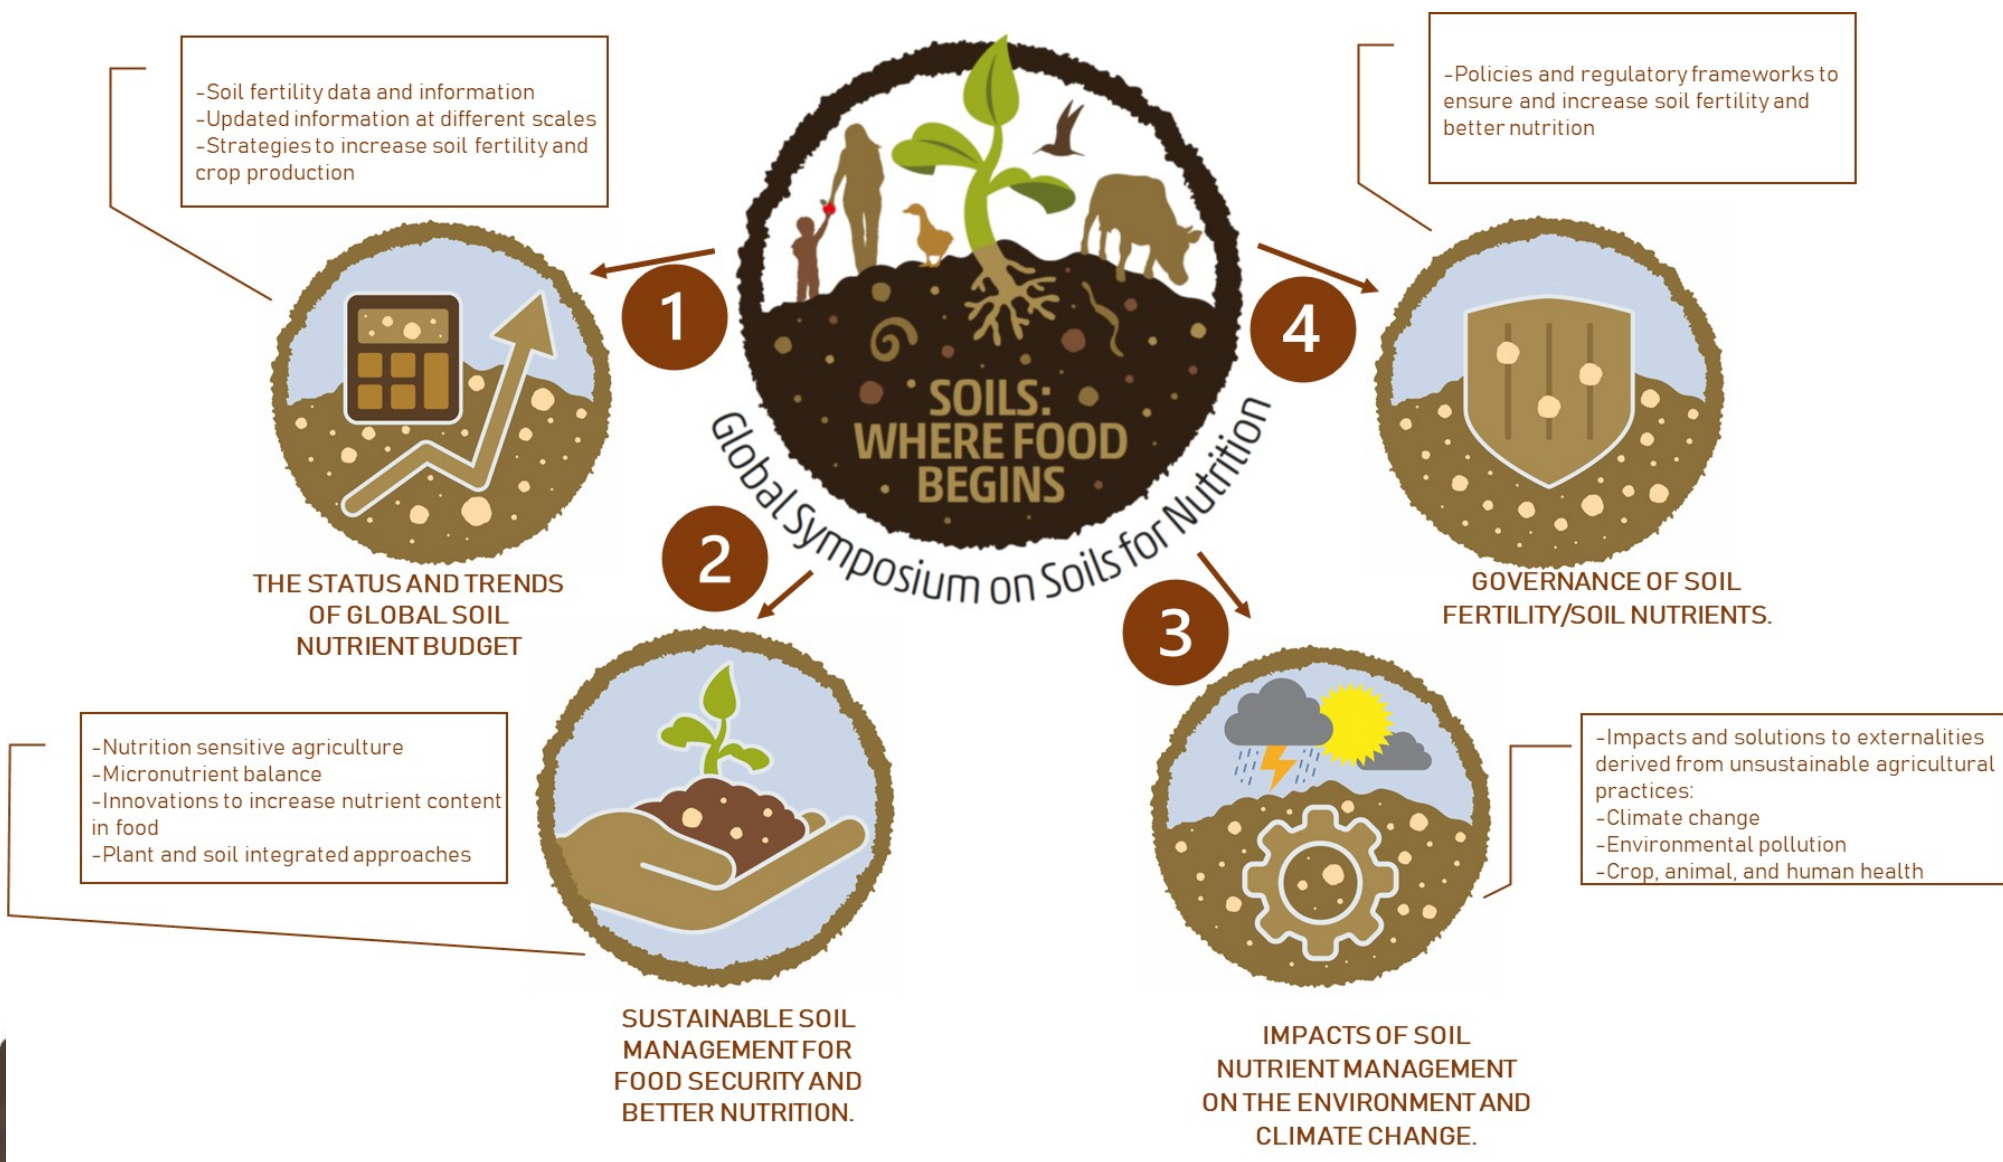 -Soil fertility data and information
-Updated information at different scales
-Strategies to increase soil fertility and
crop production
-Policies and regulatory frameworks to
ensure and increase soil fertility and
better nutrition
1
4
SOILS:
WHERE FOOD
BEGINS
Global Symposium on Soils for Nutrition
THE STATUS AND TRENDS
OF GLOBAL SOIL
NUTRIENT BUDGET
2
3
GOVERNANCE OF SOIL
FERTILITY/SOIL NUTRIENTS.
-Nutrition sensitive agriculture
-Micronutrient balance
-Innovations to increase nutrient content
in food
-Plant and soil integrated approaches
-Impacts and solutions to externalities
derived from unsustainable agricultural
practices:
-Climate change
-Environmental pollution
-Crop, animal, and human health
SUSTAINABLE SOIL
MANAGEMENT FOR
FOOD SECURITY AND
BETTER NUTRITION.
IMPACTS OF SOIL
NUTRIENT MANAGEMENT
ON THE ENVIRONMENT AND
CLIMATE CHANGE.